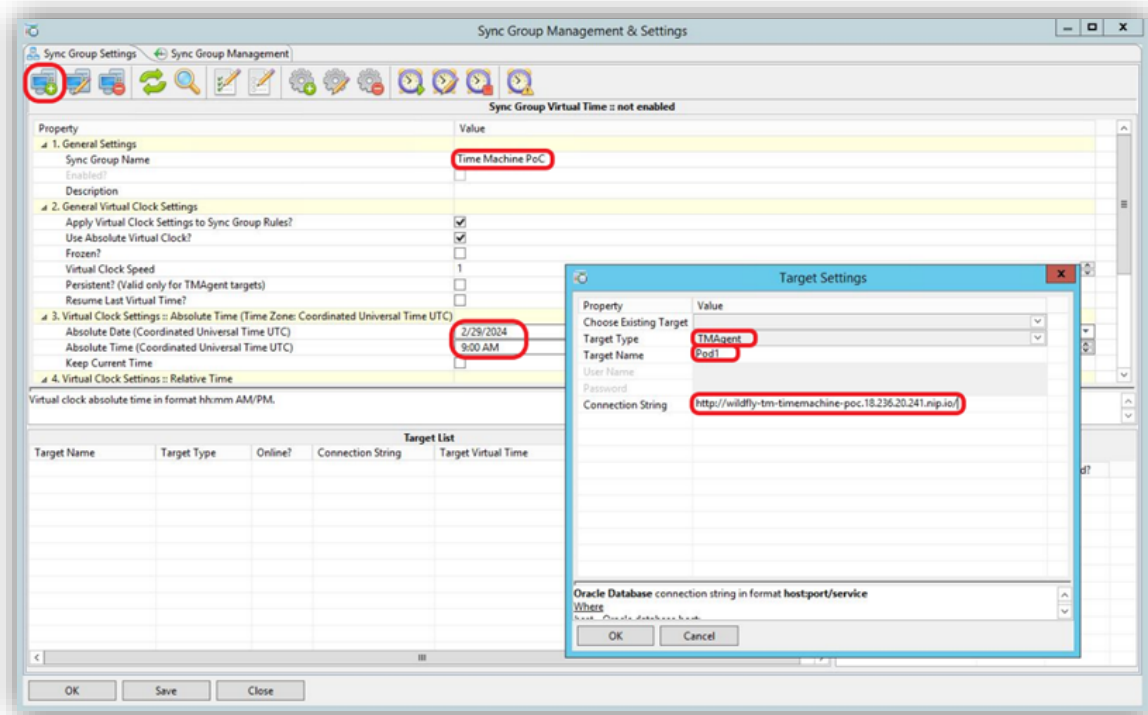 Sync Group Management & Settings
Sync Group Settings Sync Group Management
Sync Group Virtual Time :: not enabled
Property Value
1. General Settings
Sync Group Name Time Machine PoC
Enabled?
Description
2. General Virtual Clock Settings
Apply Virtual Clock Settings to Sync Group Rules?
Use Absolute Virtual Clock?
Frozen?
Virtual Clock Speed 1
Persistent? (Valid only for TMAgent targets)
Resume Last Virtual Time?
3. Virtual Clock Settings :: Absolute Time (Time Zone: Coordinated Universal Time UTC)
Absolute Date (Coordinated Universal Time UTC) 2/29/2024
Absolute Time (Coordinated Universal Time UTC) 9:00 AM
Keep Current Time
4. Virtual Clock Settings :: Relative Time
Virtual clock absolute time in format hh:mm AM/PM.
Target List
Target Name Target Type Online? Connection String Target Virtual Time
d?
OK Save Close
Target Settings
Property Value
Choose Existing Target
Target Type TMAgent
Target Name Pod1
User Name
Password
Connection String http://wildfly-tm-timemachine-poc.18.236.20.241.nip.io/
Oracle Database connection string in format host:port/service
Where
OK Cancel